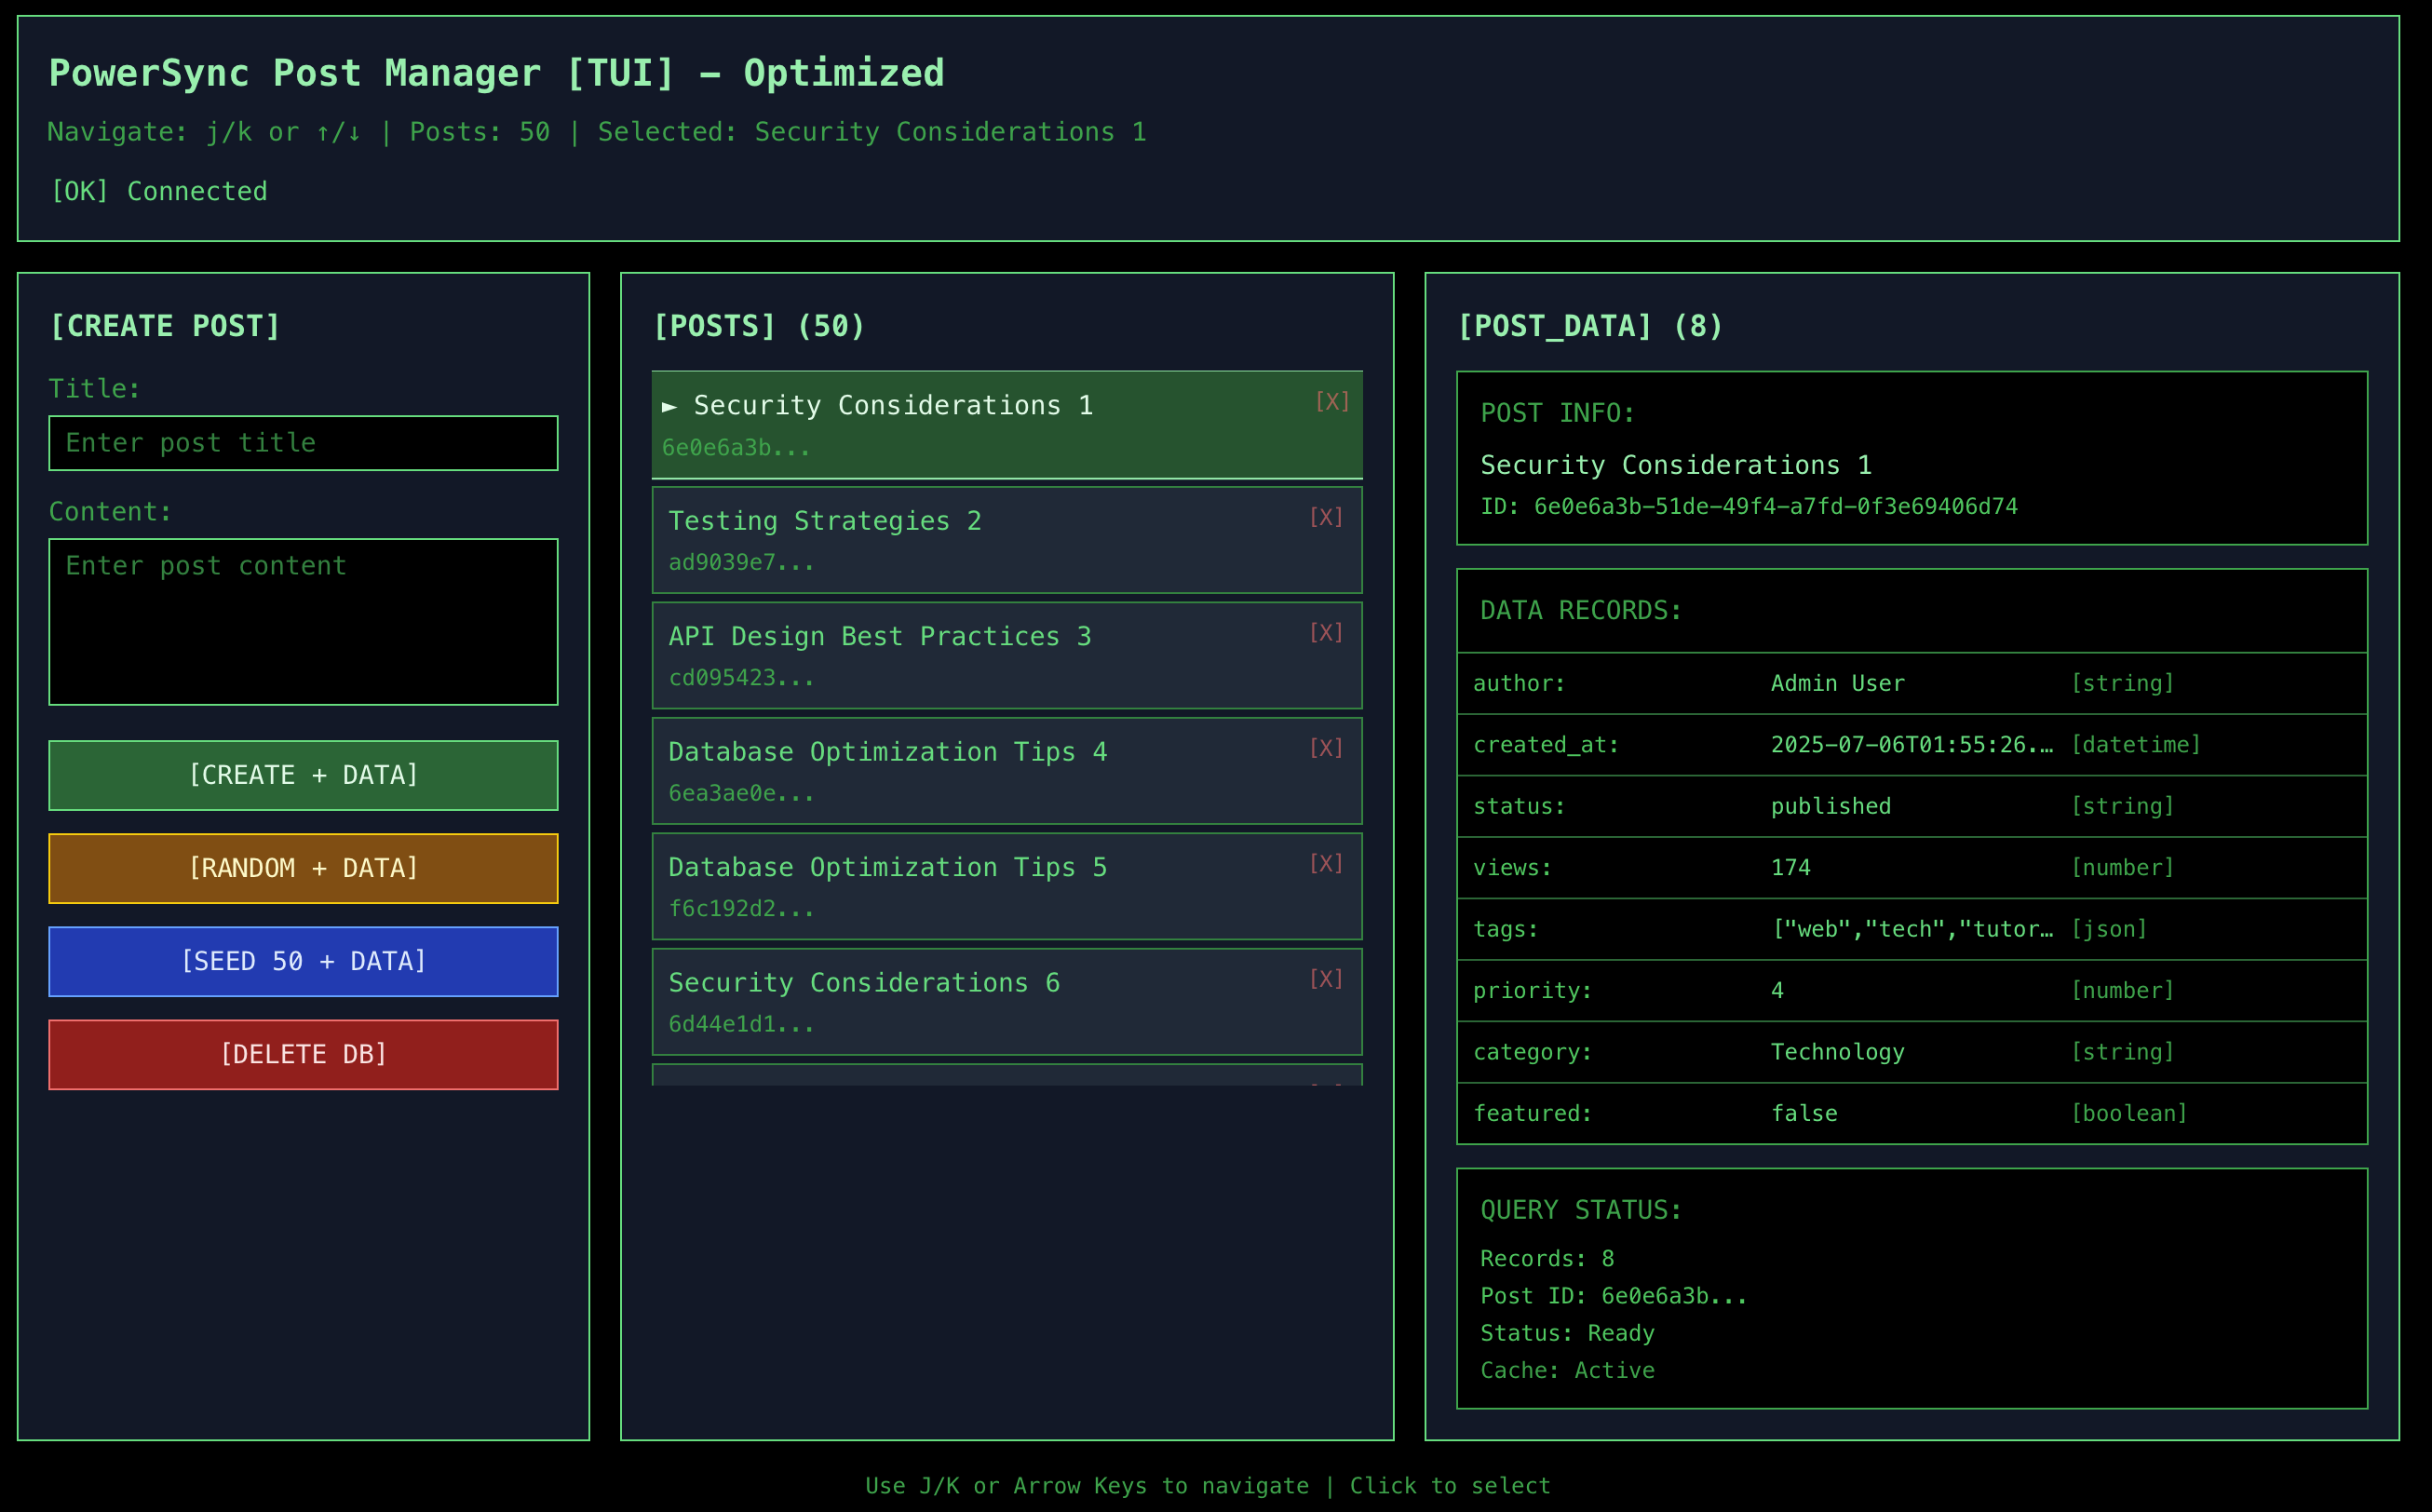 PowerSync Post Manager [TUI] - Optimized
Navigate: j/k or ↑/↓ | Posts: 50 | Selected: Security Considerations 1
[OK] Connected
[CREATE POST]
Title:
Enter post title
Content:
Enter post content
[CREATE + DATA]
[RANDOM + DATA]
[SEED 50 + DATA]
[DELETE DB]
[POSTS] (50)
► Security Considerations 1 [X]
6e0e6a3b...
Testing Strategies 2 [X]
ad9039e7...
API Design Best Practices 3 [X]
cd095423...
Database Optimization Tips 4 [X]
6ea3ae0e...
Database Optimization Tips 5 [X]
f6c192d2...
Security Considerations 6 [X]
6d44e1d1...
[POST_DATA] (8)
POST INFO:
Security Considerations 1
ID: 6e0e6a3b-51de-49f4-a7fd-0f3e69406d74
DATA RECORDS:
author: Admin User [string]
created_at: 2025-07-06T01:55:26.… [datetime]
status: published [string]
views: 174 [number]
tags: ["web","tech","tutor… [json]
priority: 4 [number]
category: Technology [string]
featured: false [boolean]
QUERY STATUS:
Records: 8
Post ID: 6e0e6a3b...
Status: Ready
Cache: Active
Use J/K or Arrow Keys to navigate | Click to select